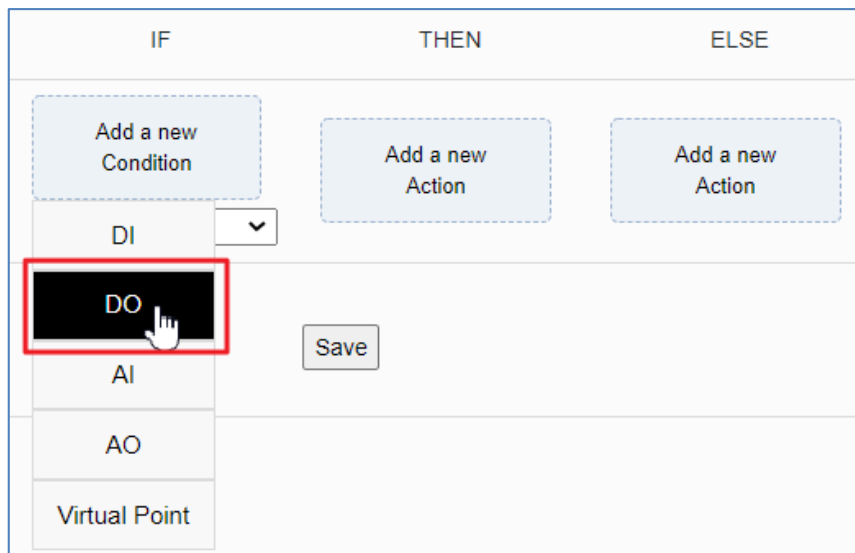 IF
THEN
ELSE
Add a new
Condition
Add a new
Action
Add a new
Action
DI
DO
AI
AO
Virtual Point
Save